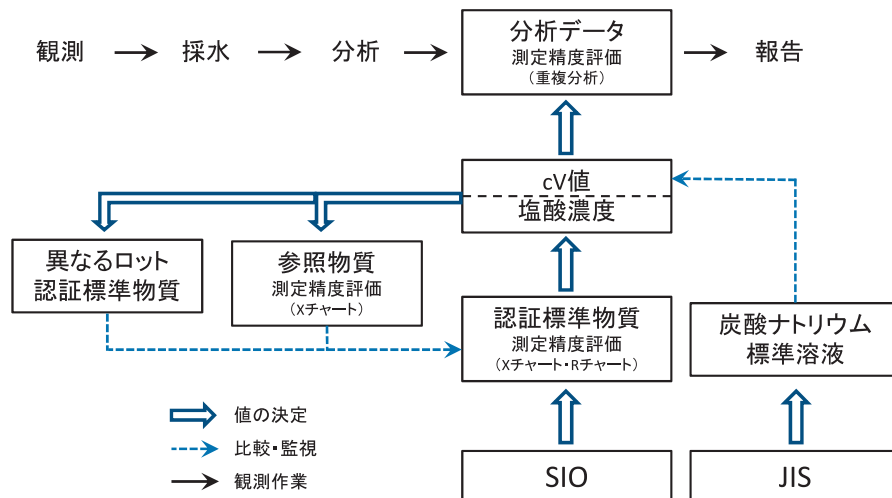 観測
採水
分析
分析データ
測定精度評価
(重複分析)
報告
cV値
塩酸濃度
異なるロット
認証標準物質
参照物質
測定精度評価
(Xチャート)
認証標準物質
測定精度評価
(Xチャート・Rチャート)
炭酸ナトリウム
標準溶液
値の決定
比較・監視
観測作業
SIO
JIS